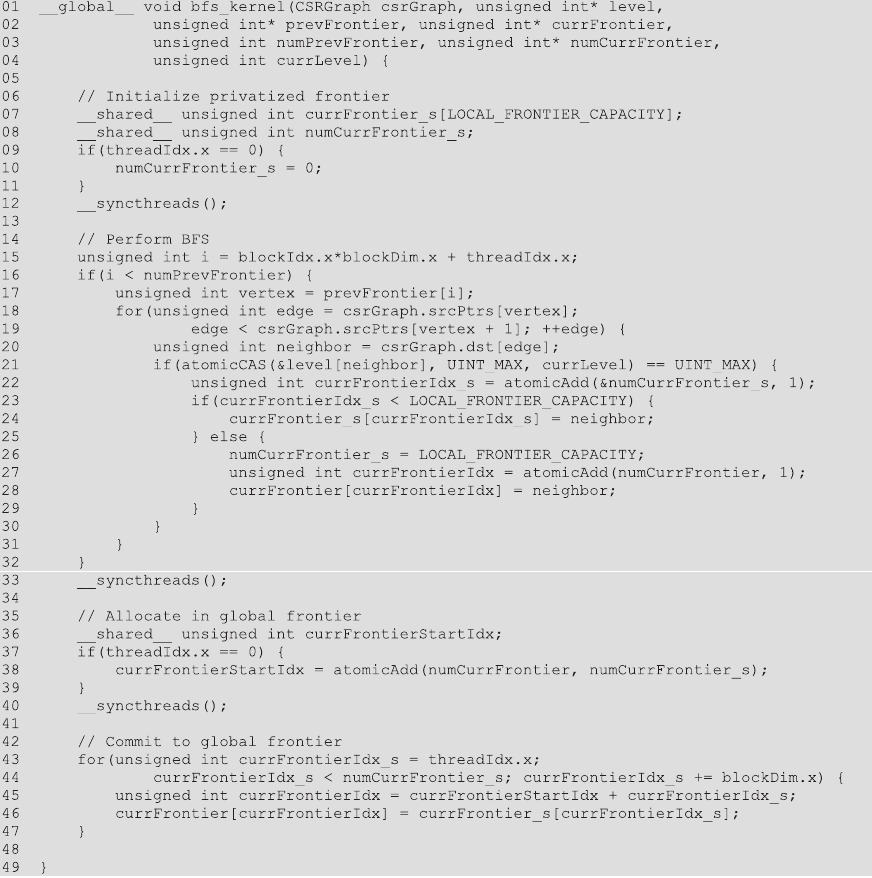 01 __global__ void bfs_kernel(CSRGraph csrGraph, unsigned int* level,
02 unsigned int* prevFrontier, unsigned int* currFrontier,
03 unsigned int numPrevFrontier, unsigned int* numCurrFrontier,
04 unsigned int currLevel) {
05
06 // Initialize privatized frontier
07 __shared__ unsigned int currFrontier_s[LOCAL_FRONTIER_CAPACITY];
08 __shared__ unsigned int numCurrFrontier_s;
09 if(threadIdx.x == 0) {
10 numCurrFrontier_s = 0;
11 }
12 __syncthreads();
13
14 // Perform BFS
15 unsigned int i = blockIdx.x*blockDim.x + threadIdx.x;
16 if(i < numPrevFrontier) {
17 unsigned int vertex = prevFrontier[i];
18 for(unsigned int edge = csrGraph.srcPtrs[vertex];
19 edge < csrGraph.srcPtrs[vertex + 1]; ++edge) {
20 unsigned int neighbor = csrGraph.dst[edge];
21 if(atomicCAS(&level[neighbor], UINT_MAX, currLevel) == UINT_MAX) {
22 unsigned int currFrontierIdx_s = atomicAdd(&numCurrFrontier_s, 1);
23 if(currFrontierIdx_s < LOCAL_FRONTIER_CAPACITY) {
24 currFrontier_s[currFrontierIdx_s] = neighbor;
25 } else {
26 numCurrFrontier_s = LOCAL_FRONTIER_CAPACITY;
27 unsigned int currFrontierIdx = atomicAdd(numCurrFrontier, 1);
28 currFrontier[currFrontierIdx] = neighbor;
29 }
30 }
31 }
32 }
33 __syncthreads();
34
35 // Allocate in global frontier
36 __shared__ unsigned int currFrontierStartIdx;
37 if(threadIdx.x == 0) {
38 currFrontierStartIdx = atomicAdd(numCurrFrontier, numCurrFrontier_s);
39 }
40 __syncthreads();
41
42 // Commit to global frontier
43 for(unsigned int currFrontierIdx_s = threadIdx.x;
44 currFrontierIdx_s < numCurrFrontier_s; currFrontierIdx_s += blockDim.x) {
45 unsigned int currFrontierIdx = currFrontierStartIdx + currFrontierIdx_s;
46 currFrontier[currFrontierIdx] = currFrontier_s[currFrontierIdx_s];
47 }
48
49 }